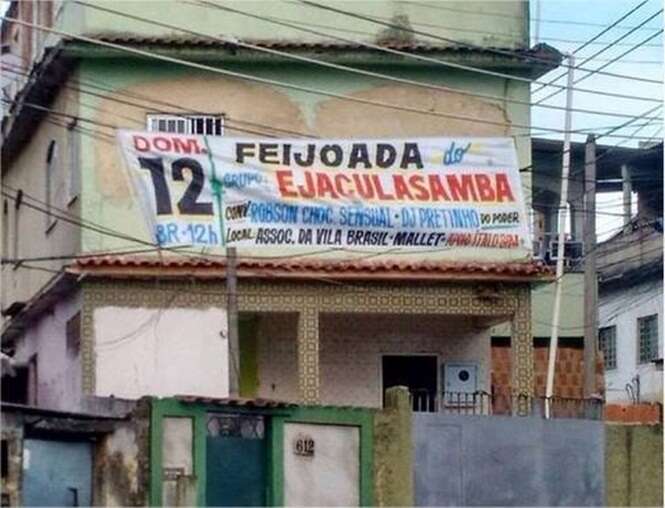 DOM. FEIJOADA do
12 GRUPO: EJACULASAMBA
CONV: ROBSON CHOC. SENSUAL - DJ PRETINHO DO PODER
8R - 12h LOCAL: ASSOC. DA VILA BRASIL - MALLET - APOIO
612